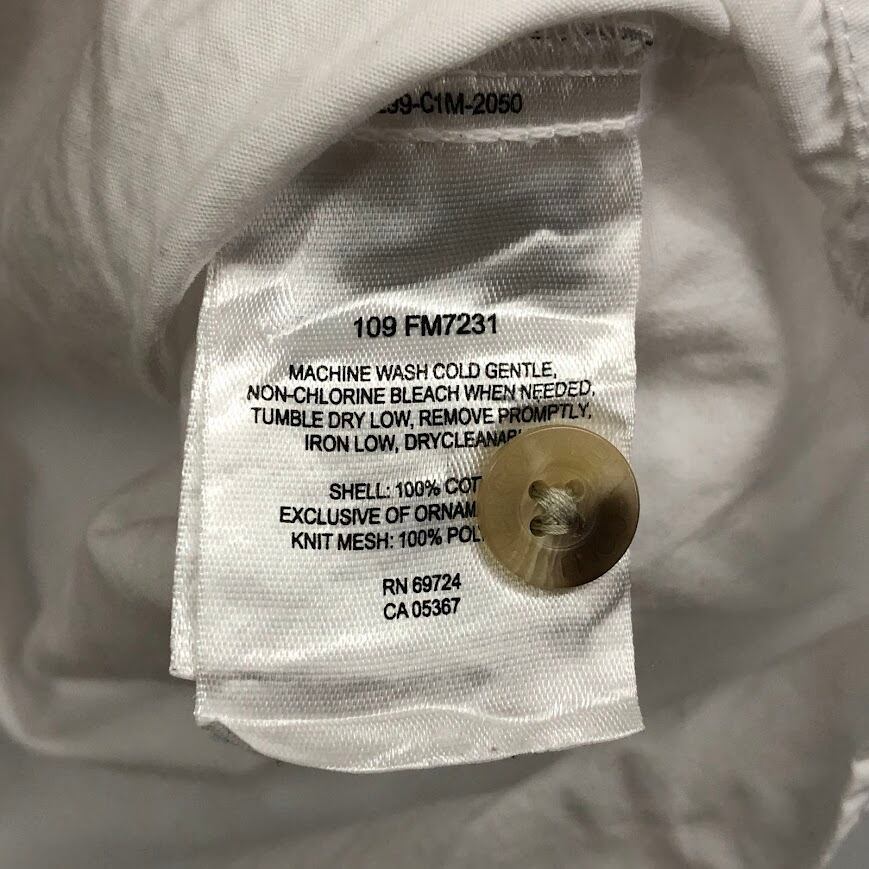 99-C1M-2050
109 FM7231
MACHINE WASH COLD GENTLE,
NON-CHLORINE BLEACH WHEN NEEDED,
TUMBLE DRY LOW, REMOVE PROMPTLY,
IRON LOW, DRYCLEANAB
SHELL: 100% COT
EXCLUSIVE OF ORNAM
KNIT MESH: 100% POL
RN 69724
CA 05367